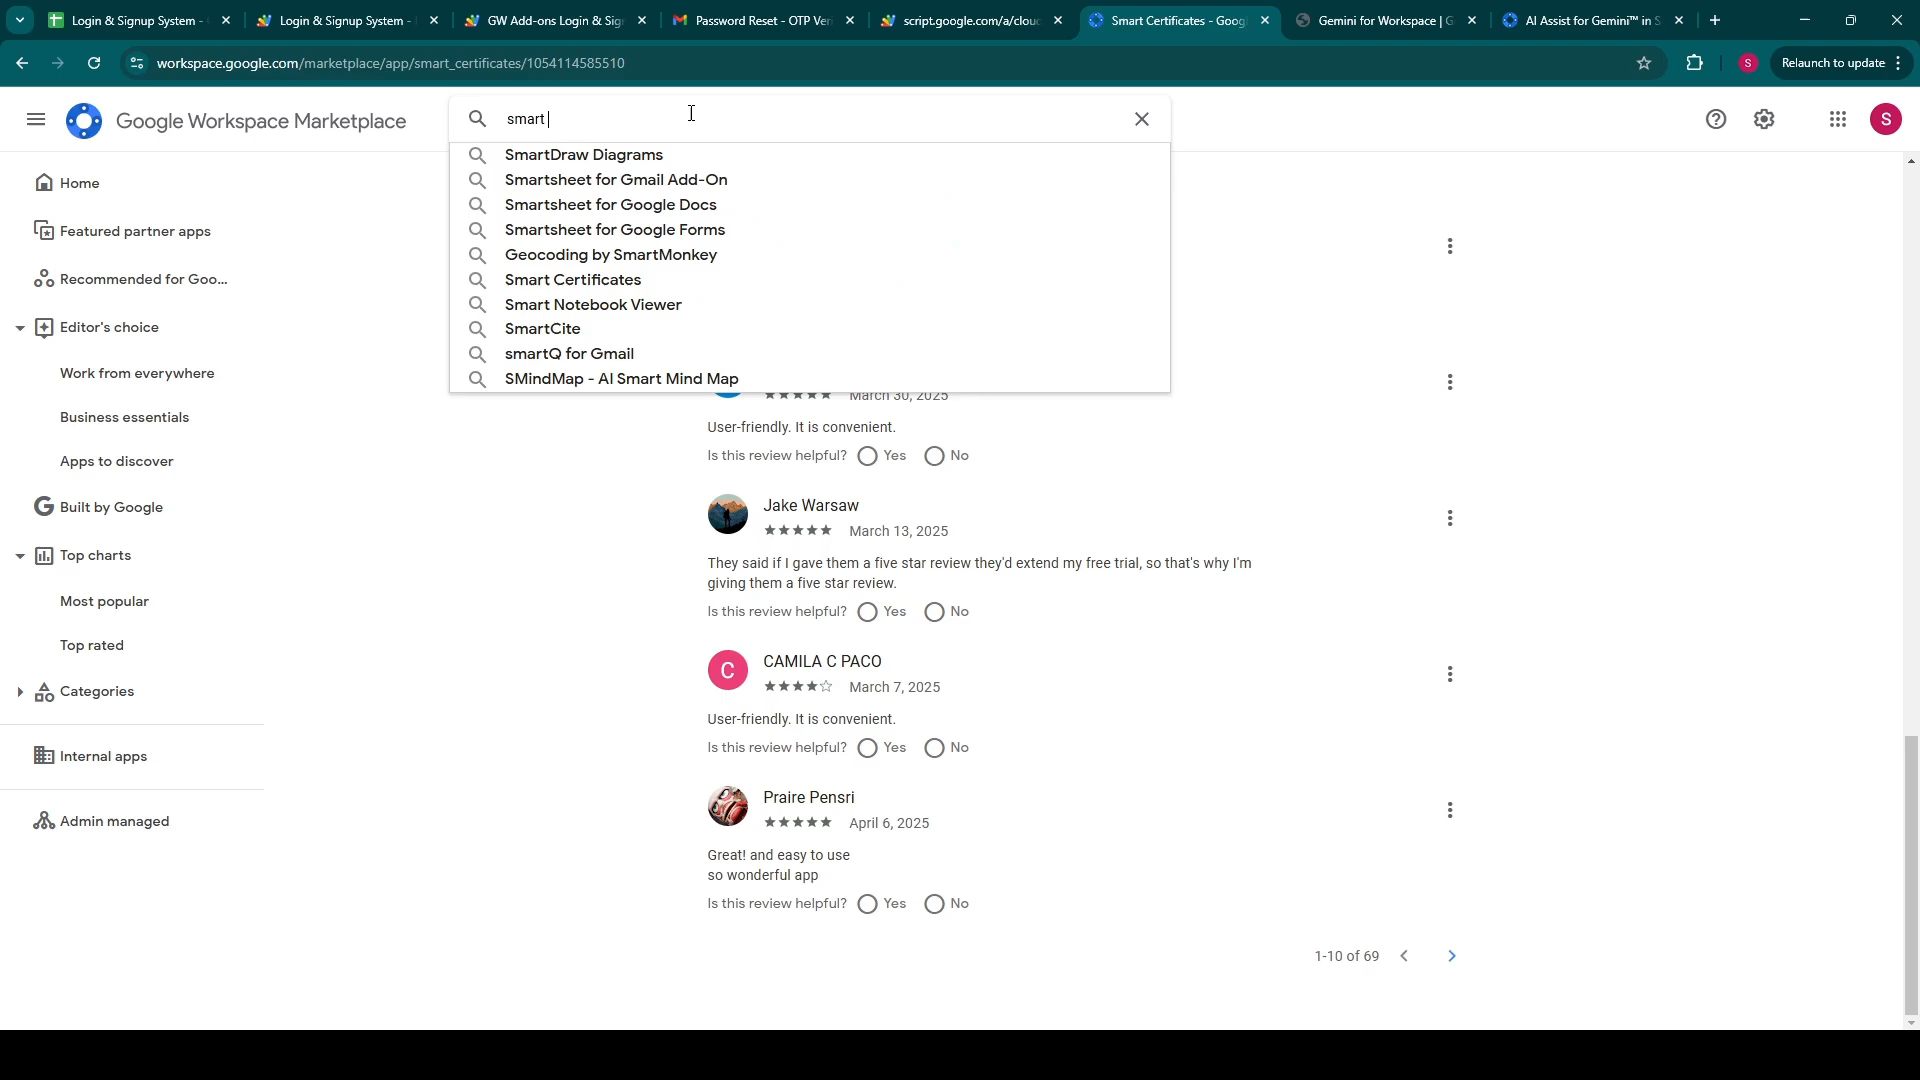 Login & Signup System -
Login & Signup System -
GW Add-ons Login & Sig
Password Reset - OTP Ver
script.google.com/a/clou
Smart Certificates - Goog
Gemini for Workspace | G
AI Assist for Gemini™ in S
workspace.google.com/marketplace/app/smart_certificates/1054114585510
S
Relaunch to update
Google Workspace Marketplace
smart
S
SmartDraw Diagrams
Smartsheet for Gmail Add-On
Smartsheet for Google Docs
Smartsheet for Google Forms
Geocoding by SmartMonkey
Smart Certificates
Smart Notebook Viewer
SmartCite
smartQ for Gmail
SMindMap - AI Smart Mind Map
Home
Featured partner apps
Recommended for Goo...
Editor's choice
Work from everywhere
Business essentials
Apps to discover
Built by Google
Top charts
Most popular
Top rated
Categories
Internal apps
Admin managed
★★★★★ March 30, 2025
User-friendly. It is convenient.
Is this review helpful? Yes No
Jake Warsaw
★★★★★ March 13, 2025
They said if I gave them a five star review they'd extend my free trial, so that's why I'm
giving them a five star review.
Is this review helpful? Yes No
C
CAMILA C PACO
★★★★☆ March 7, 2025
User-friendly. It is convenient.
Is this review helpful? Yes No
Praire Pensri
★★★★★ April 6, 2025
Great! and easy to use
so wonderful app
Is this review helpful? Yes No
1-10 of 69